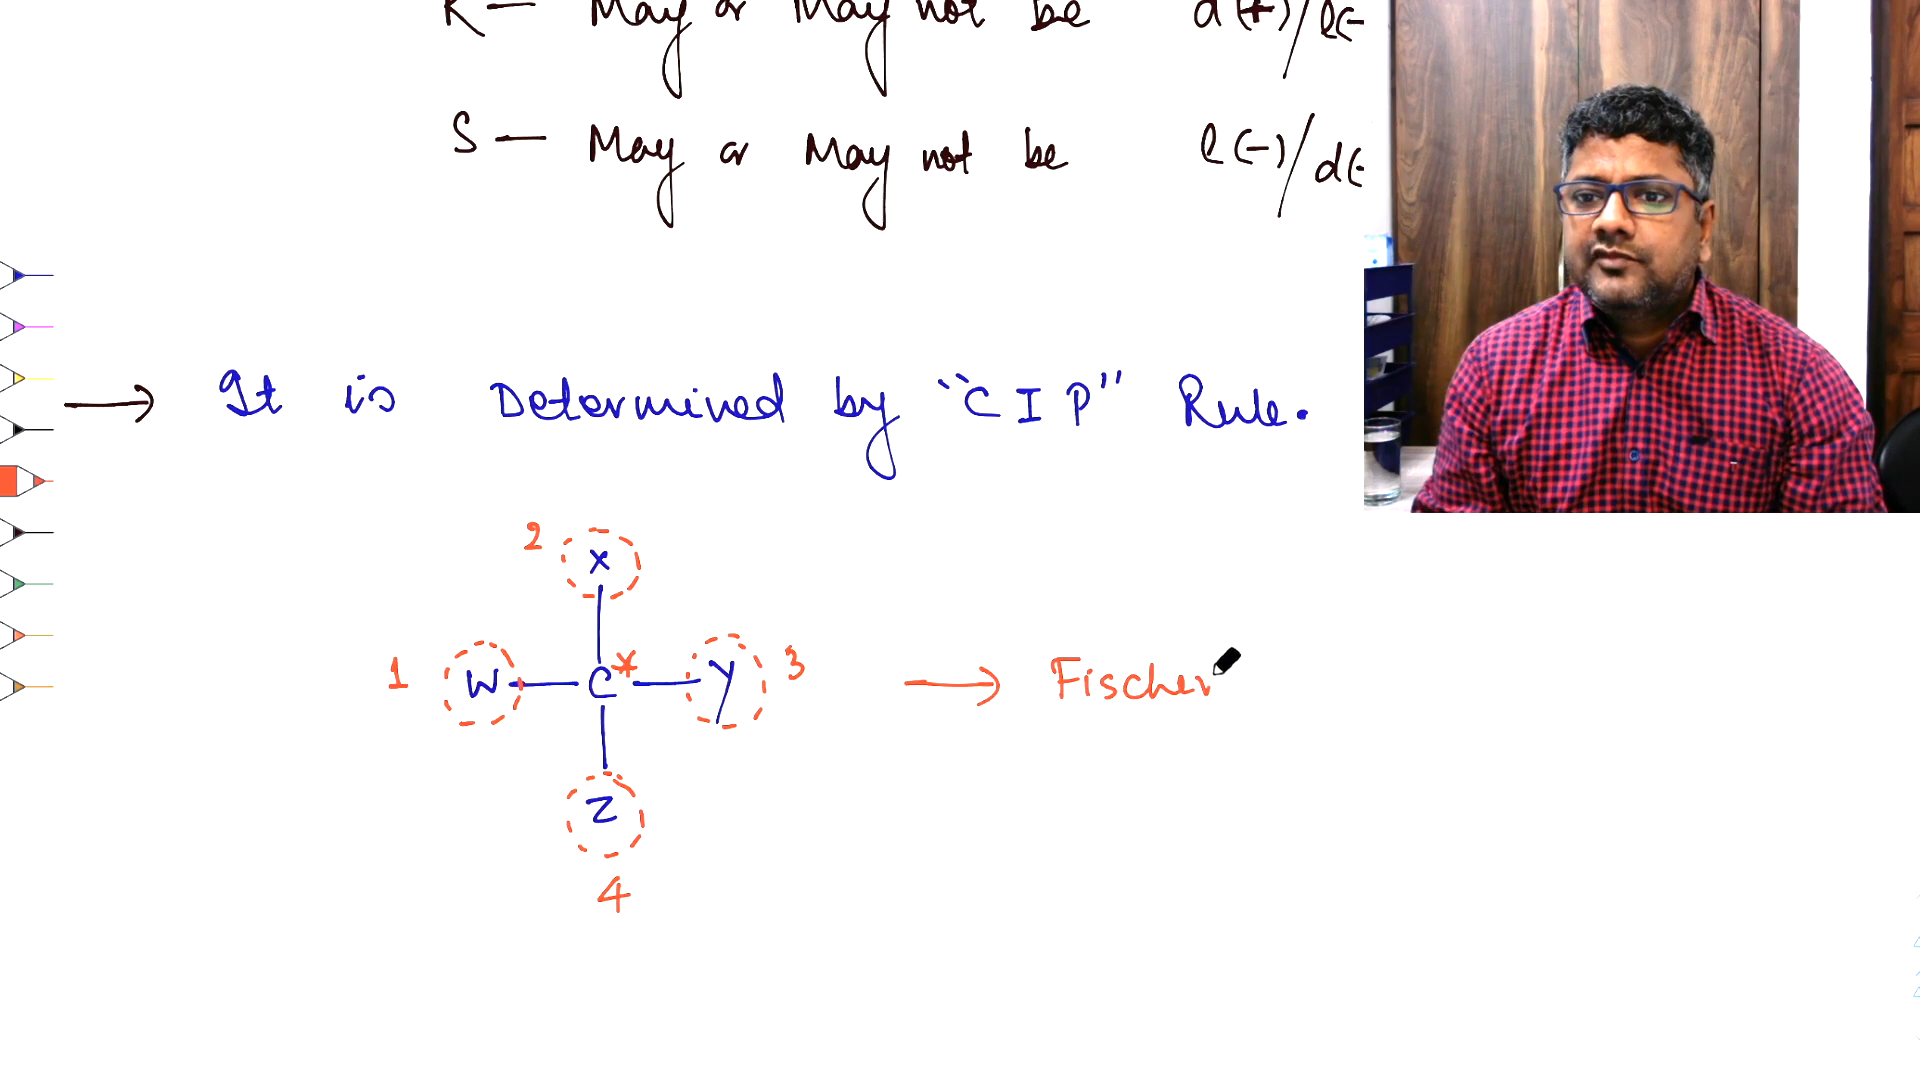 R — May or May not be d(+)/l(-
S — May or May not be l(-)/d(-
→ It is Determined by "C I P" Rule.
2 X
1 W C* Y 3 → Fischer
Z
4